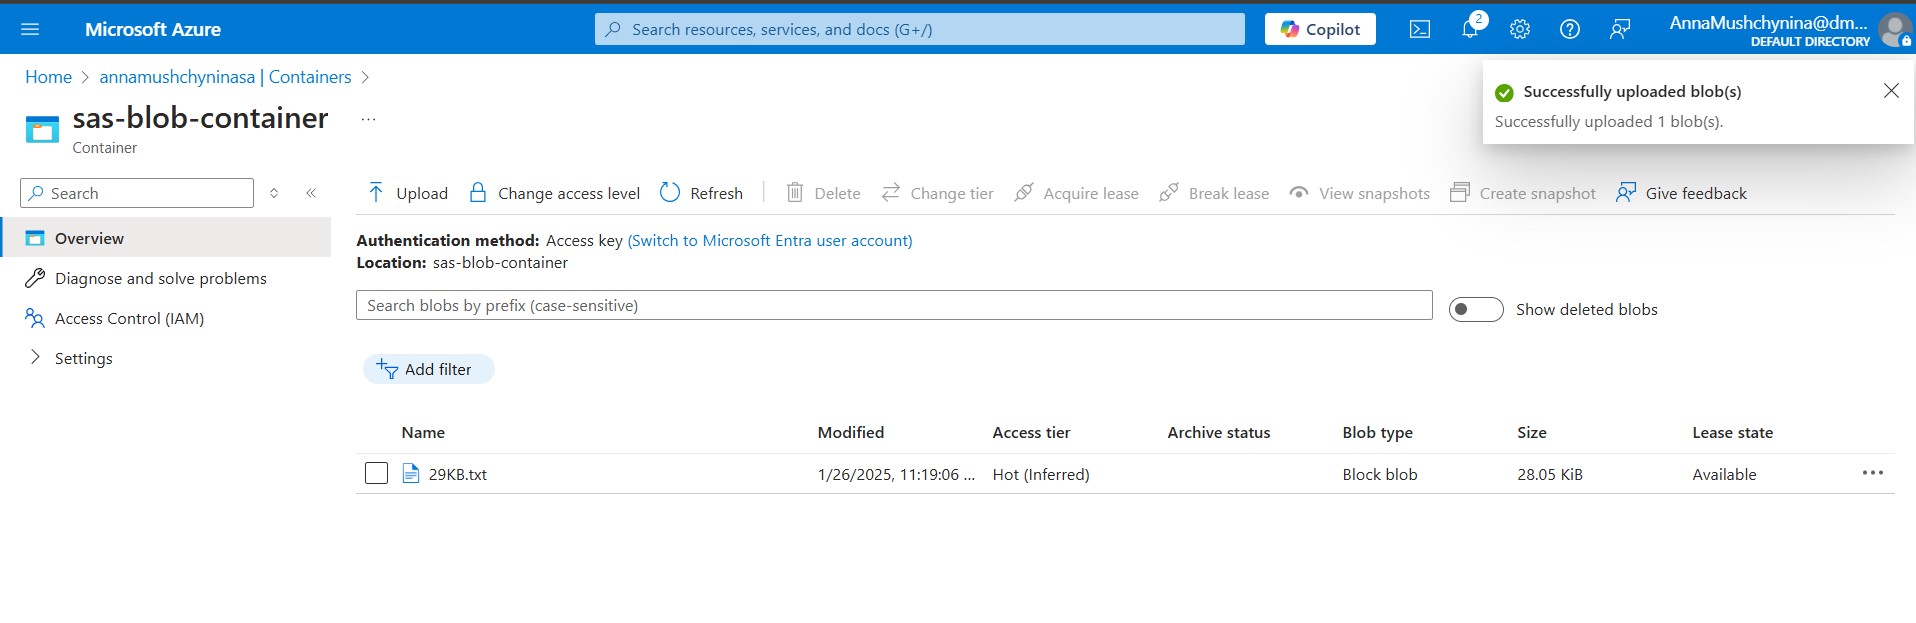 Microsoft Azure
Search resources, services, and docs (G+/)
Copilot
2
AnnaMushchynina@dm...
DEFAULT DIRECTORY
Home > annamushchyninasa | Containers >
Successfully uploaded blob(s)
Successfully uploaded 1 blob(s).
sas-blob-container ...
Container
Search
Overview
Diagnose and solve problems
Access Control (IAM)
Settings
Upload Change access level Refresh Delete Change tier Acquire lease Break lease View snapshots Create snapshot Give feedback
Authentication method: Access key (Switch to Microsoft Entra user account)
Location: sas-blob-container
Search blobs by prefix (case-sensitive)
Show deleted blobs
Add filter
Name Modified Access tier Archive status Blob type Size Lease state
29KB.txt 1/26/2025, 11:19:06 ... Hot (Inferred) Block blob 28.05 KiB Available ...